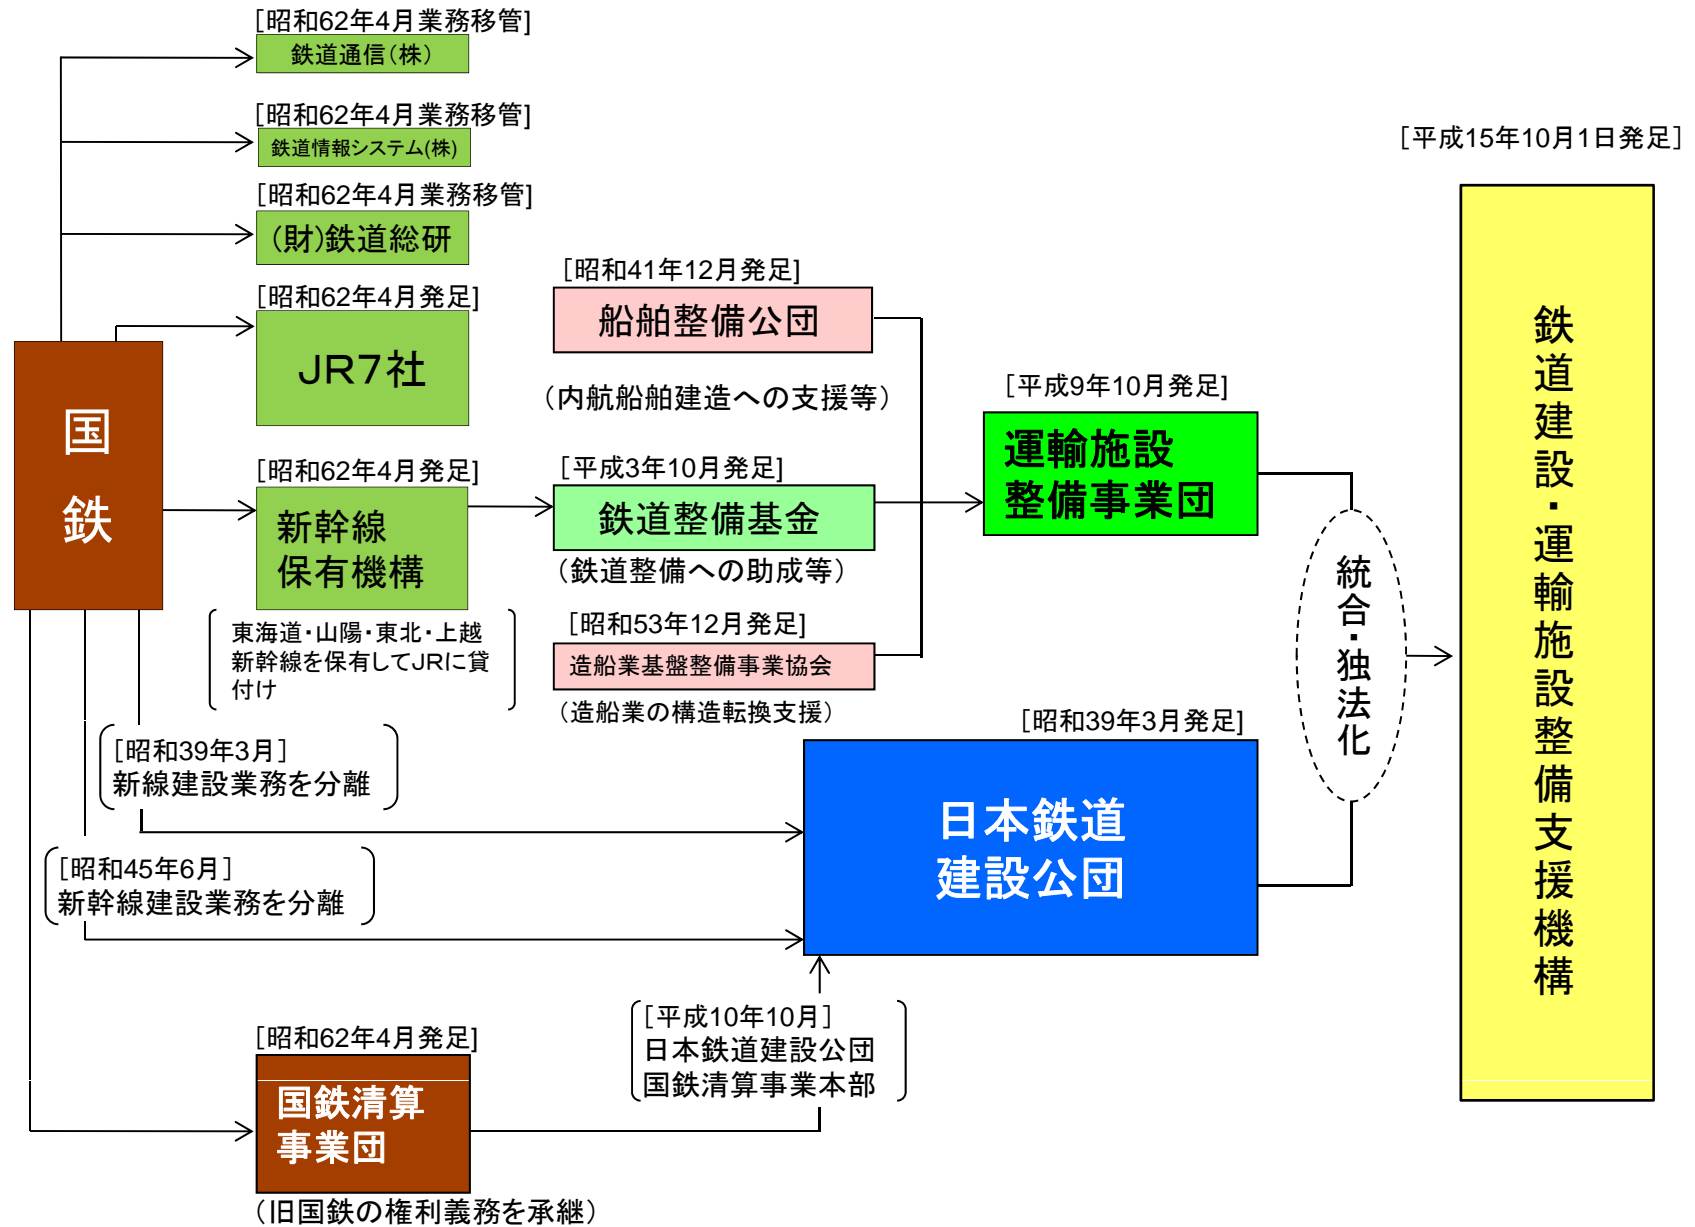 [昭和62年4月業務移管]
鉄道通信(株)
[昭和62年4月業務移管]
鉄道情報システム(株)
[昭和62年4月業務移管]
(財)鉄道総研
[昭和62年4月発足]
JR7社
国
鉄
[昭和62年4月発足]
新幹線
保有機構
東海道・山陽・東北・上越
新幹線を保有してJRに貸
付け
[昭和41年12月発足]
船舶整備公団
(内航船舶建造への支援等)
[平成3年10月発足]
鉄道整備基金
(鉄道整備への助成等)
[昭和53年12月発足]
造船業基盤整備事業協会
(造船業の構造転換支援)
[平成9年10月発足]
運輸施設
整備事業団
[昭和39年3月]
新線建設業務を分離
[昭和45年6月]
新幹線建設業務を分離
[昭和39年3月発足]
日本鉄道
建設公団
[平成10年10月]
日本鉄道建設公団
国鉄清算事業本部
[昭和62年4月発足]
国鉄清算
事業団
(旧国鉄の権利義務を承継)
統合・独法化
[平成15年10月1日発足]
鉄道建設・運輸施設整備支援機構